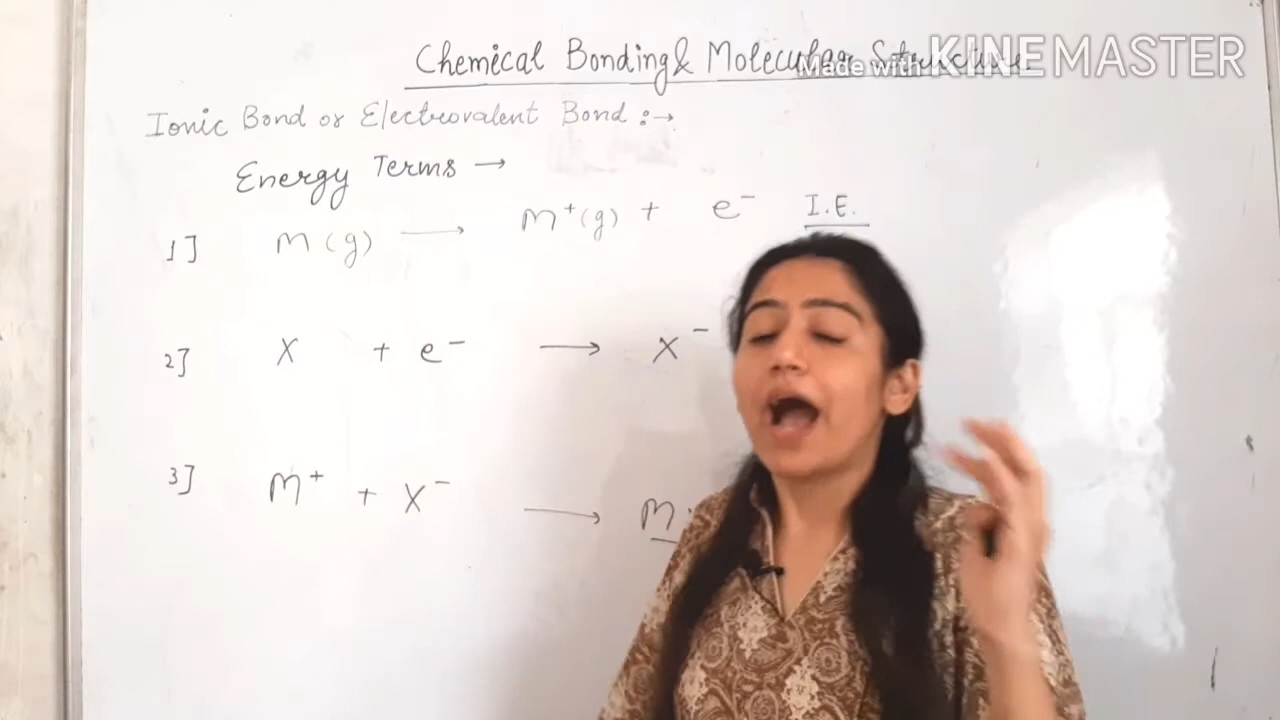 Chemical Bonding & Molecular Structure
Made with KINEMASTER
Ionic Bond or Electrovalent Bond :→
Energy Terms →
1] M(g) → M⁺(g) + e⁻ I.E.
2] X + e⁻ → X⁻
3] M⁺ + X⁻ → M